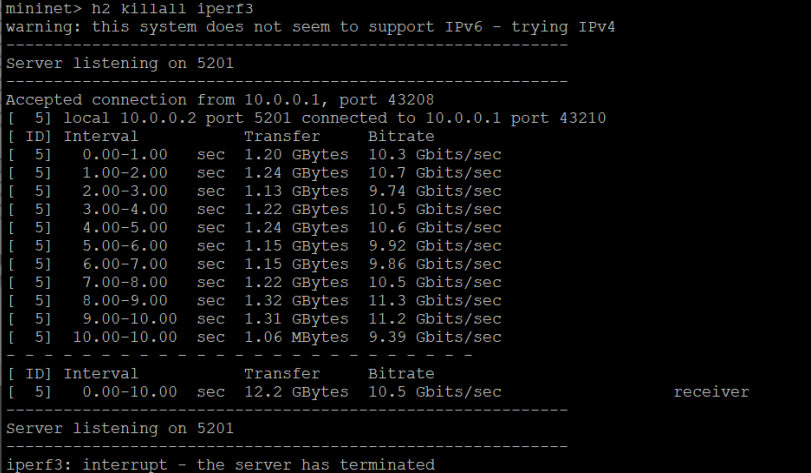 mininet> h2 killall iperf3
warning: this system does not seem to support IPv6 - trying IPv4
-----------------------------------------------------------
Server listening on 5201
-----------------------------------------------------------
Accepted connection from 10.0.0.1, port 43208
[  5] local 10.0.0.2 port 5201 connected to 10.0.0.1 port 43210
[ ID] Interval           Transfer     Bitrate
[  5]   0.00-1.00   sec  1.20 GBytes  10.3 Gbits/sec
[  5]   1.00-2.00   sec  1.24 GBytes  10.7 Gbits/sec
[  5]   2.00-3.00   sec  1.13 GBytes  9.74 Gbits/sec
[  5]   3.00-4.00   sec  1.22 GBytes  10.5 Gbits/sec
[  5]   4.00-5.00   sec  1.24 GBytes  10.6 Gbits/sec
[  5]   5.00-6.00   sec  1.15 GBytes  9.92 Gbits/sec
[  5]   6.00-7.00   sec  1.15 GBytes  9.86 Gbits/sec
[  5]   7.00-8.00   sec  1.22 GBytes  10.5 Gbits/sec
[  5]   8.00-9.00   sec  1.32 GBytes  11.3 Gbits/sec
[  5]   9.00-10.00  sec  1.31 GBytes  11.2 Gbits/sec
[  5]  10.00-10.00  sec  1.06 MBytes  9.39 Gbits/sec
- - - - - - - - - - - - - - - - - - - - - - - - -
[ ID] Interval           Transfer     Bitrate
[  5]   0.00-10.00  sec  12.2 GBytes  10.5 Gbits/sec                  receiver
-----------------------------------------------------------
Server listening on 5201
-----------------------------------------------------------
iperf3: interrupt - the server has terminated